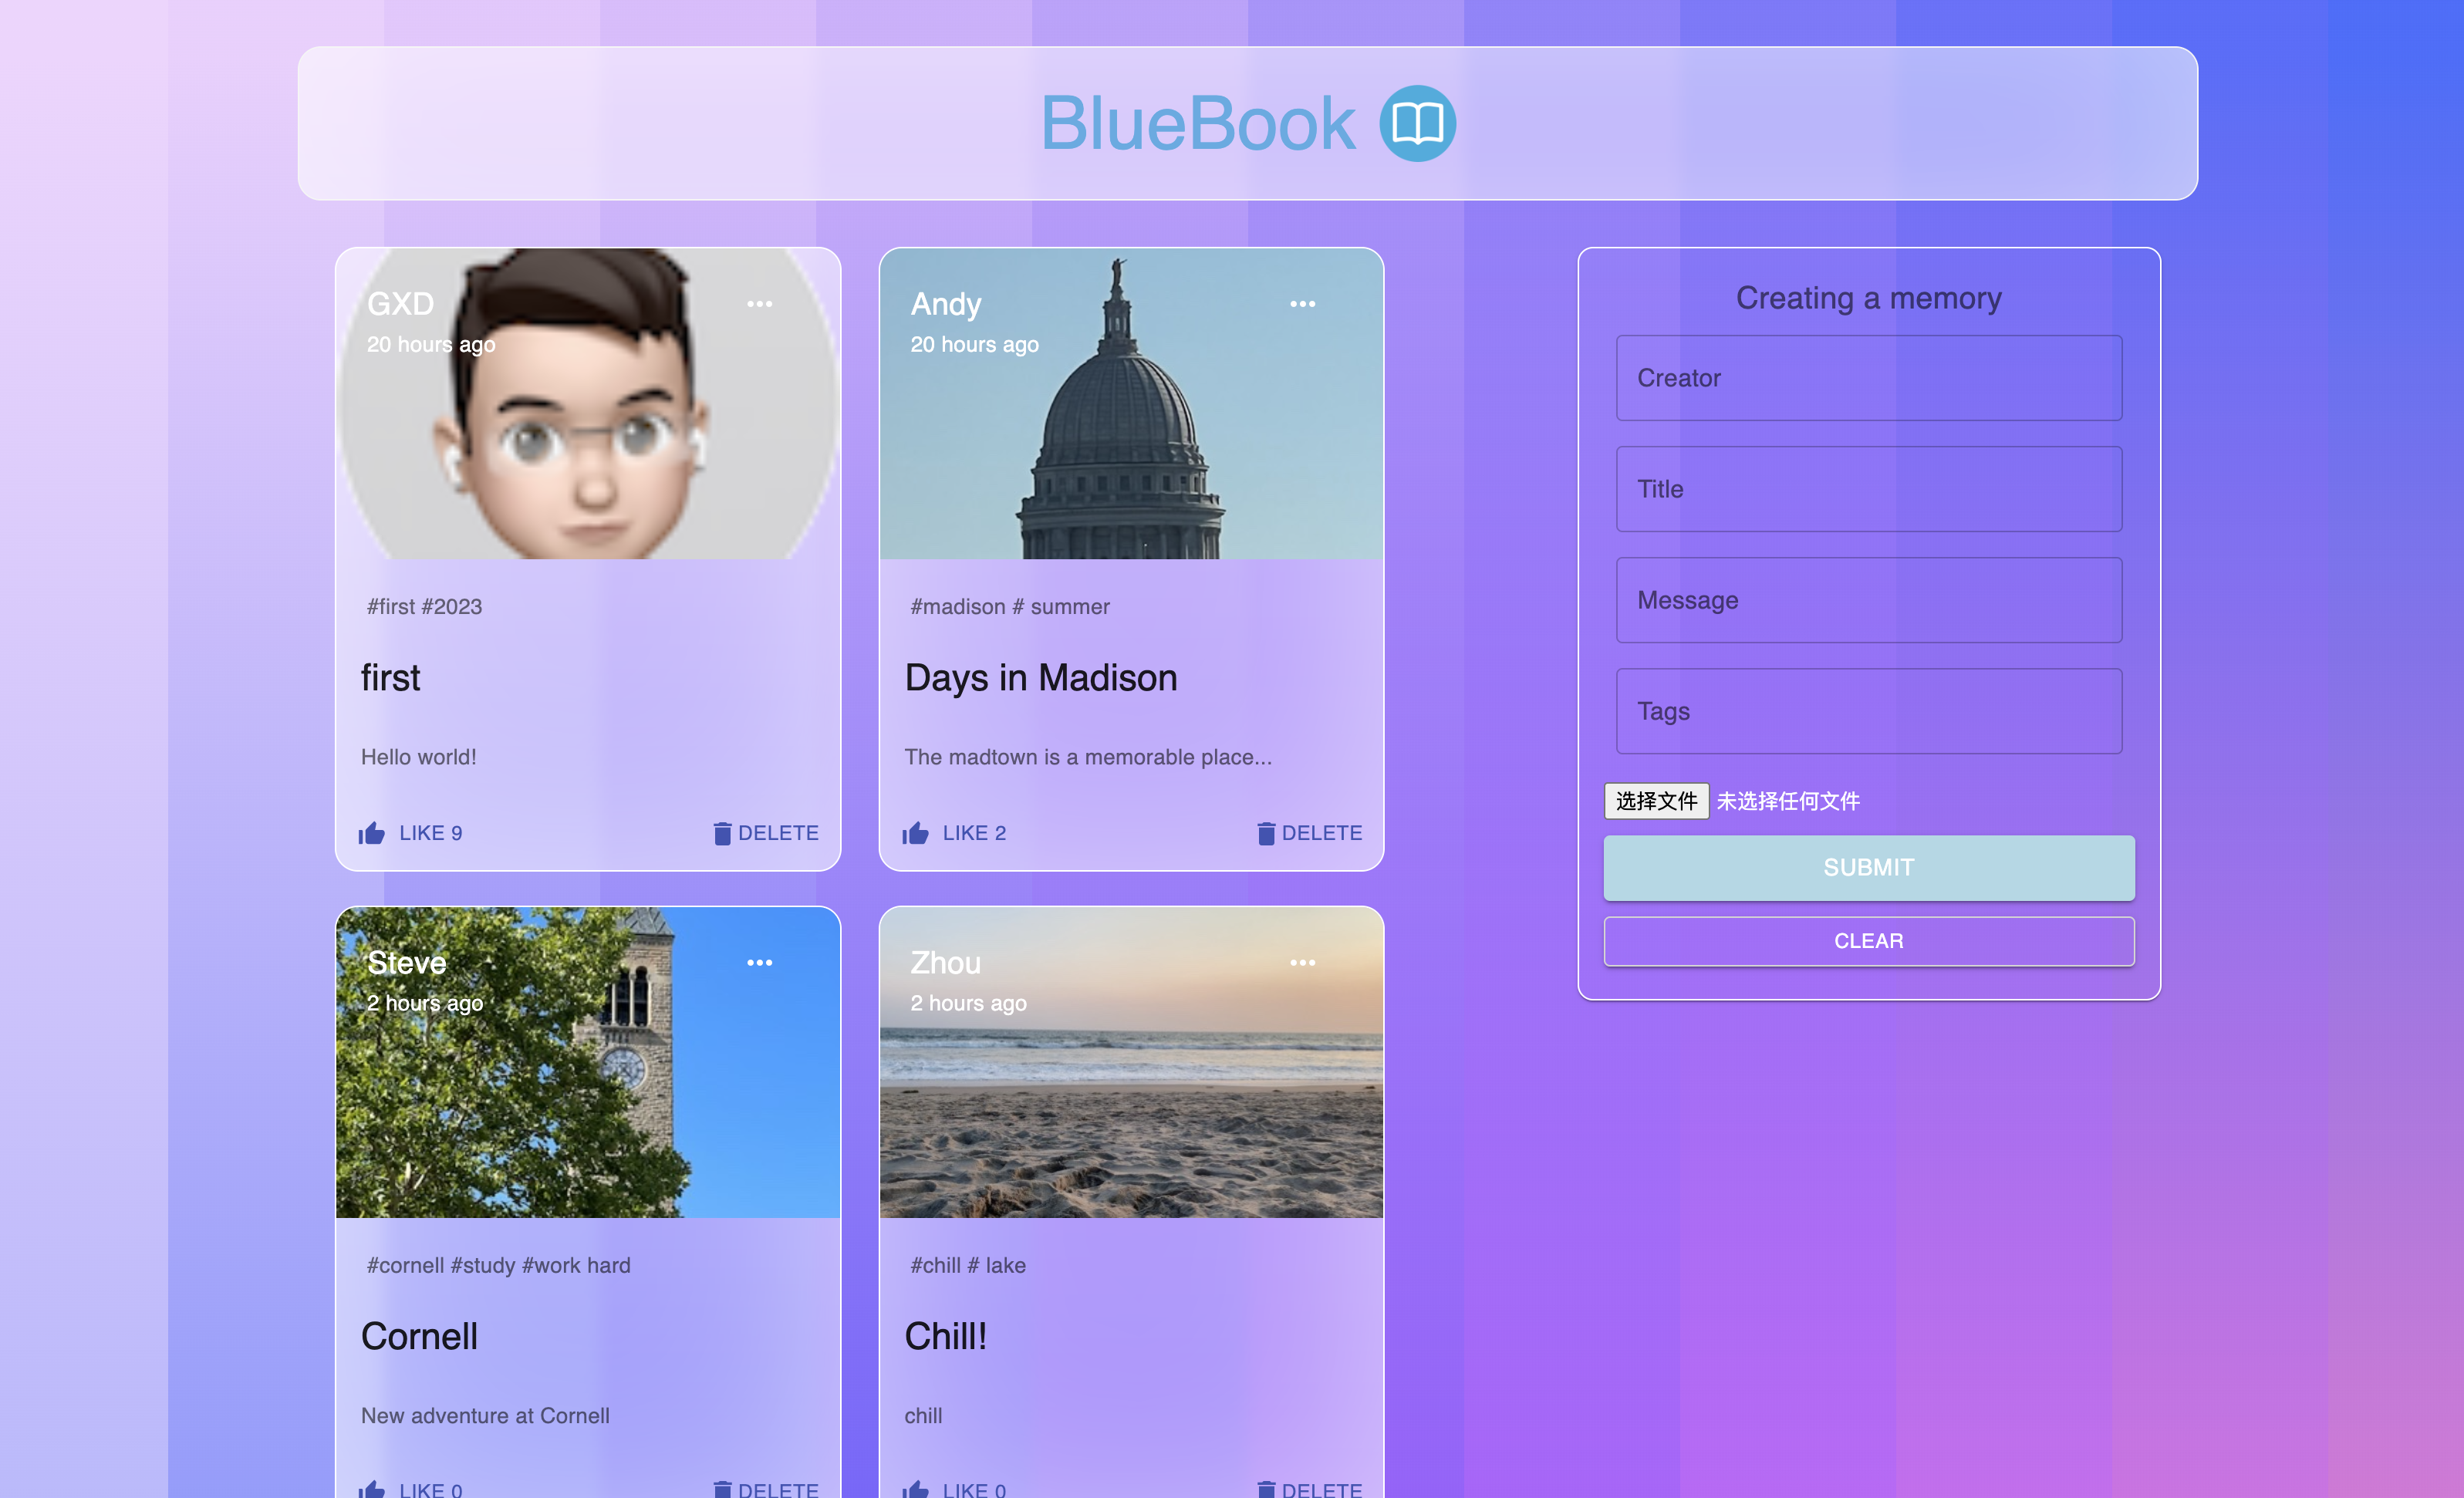 BlueBook
GXD
20 hours ago
#first #2023
first
Hello world!
LIKE 9
DELETE
Andy
20 hours ago
#madison # summer
Days in Madison
The madtown is a memorable place...
LIKE 2
DELETE
Steve
2 hours ago
#cornell #study #work hard
Cornell
New adventure at Cornell
LIKE 0
DELETE
Zhou
2 hours ago
#chill # lake
Chill!
chill
LIKE 0
DELETE
Creating a memory
Creator
Title
Message
Tags
选择文件 未选择任何文件
SUBMIT
CLEAR